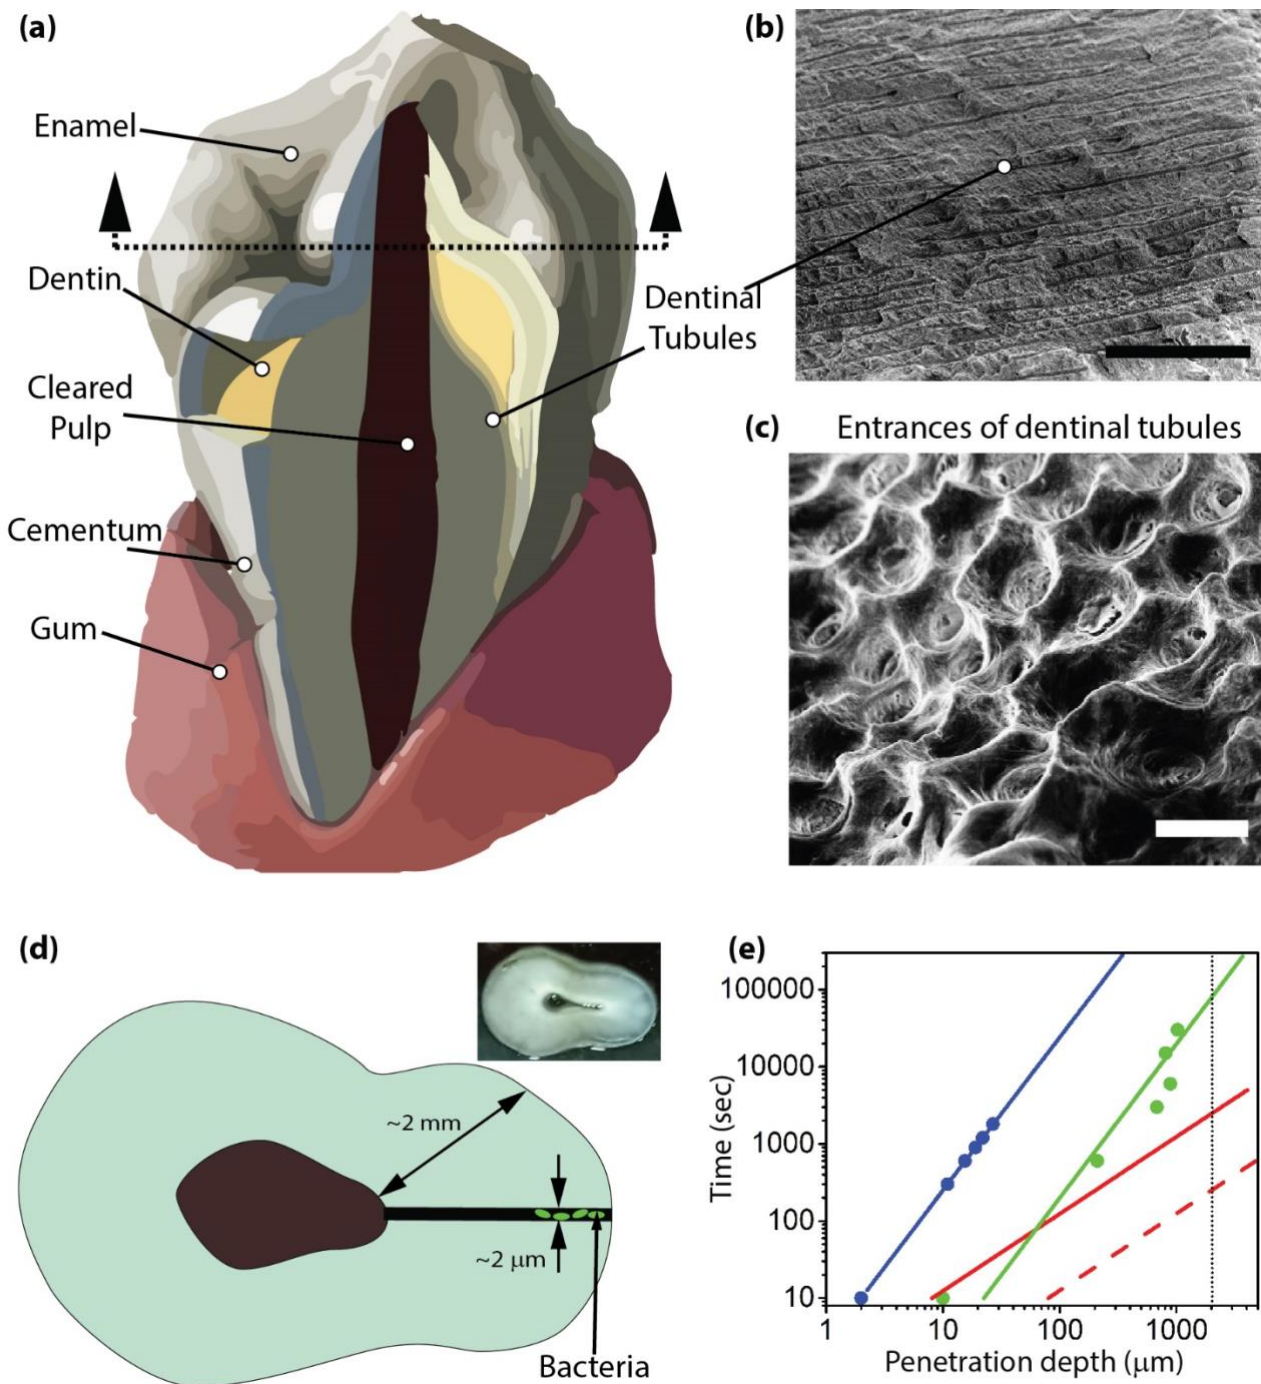 (a)
Enamel
Dentin
Cleared
Pulp
Cementum
Gum
Dentinal
Tubules
(b)
(c) Entrances of dentinal tubules
(d)
~2 mm
~2 μm
Bacteria
(e)
Time (sec)
100000
10000
1000
100
10
1 10 100 1000
Penetration depth (μm)